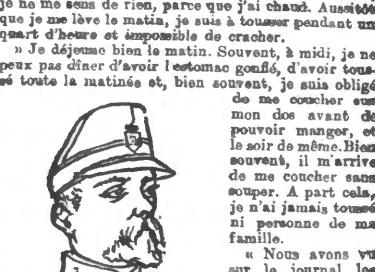 je ne me sens de rien, parce que j'ai chaud. Aussitôt
que je me lève le matin, je suis à tousser pendant un
quart d'heure et impossible de cracher.
» Je déjeune bien le matin. Souvent, à midi, je ne
peux pas dîner d'avoir l'estomac gonflé, d'avoir tous-
sé toute la matinée et, bien souvent, je suis obligé
de me coucher sur
mon dos avant de
pouvoir manger, et
le soir de même. Bien
souvent, il m'arrive
de me coucher sans
souper. A part cela,
je n'ai jamais toussé
ni personne de ma
famille.
« Nous avons vu
sur le journal le